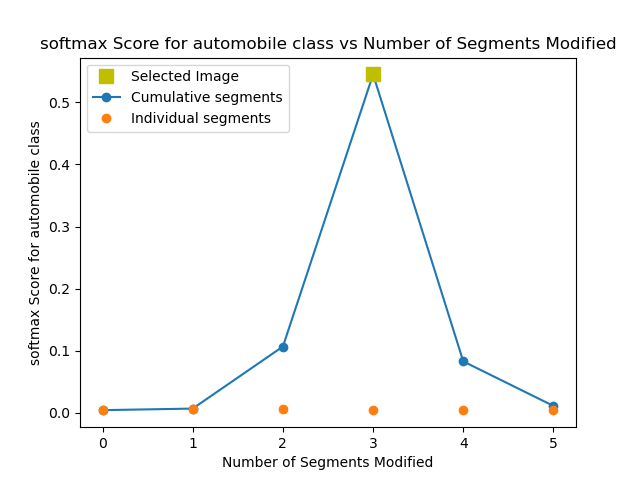 softmax Score for automobile class vs Number of Segments Modified
Selected Image
Cumulative segments
Individual segments
softmax Score for automobile class
0.5
0.4
0.3
0.2
0.1
0.0
0 1 2 3 4 5
Number of Segments Modified